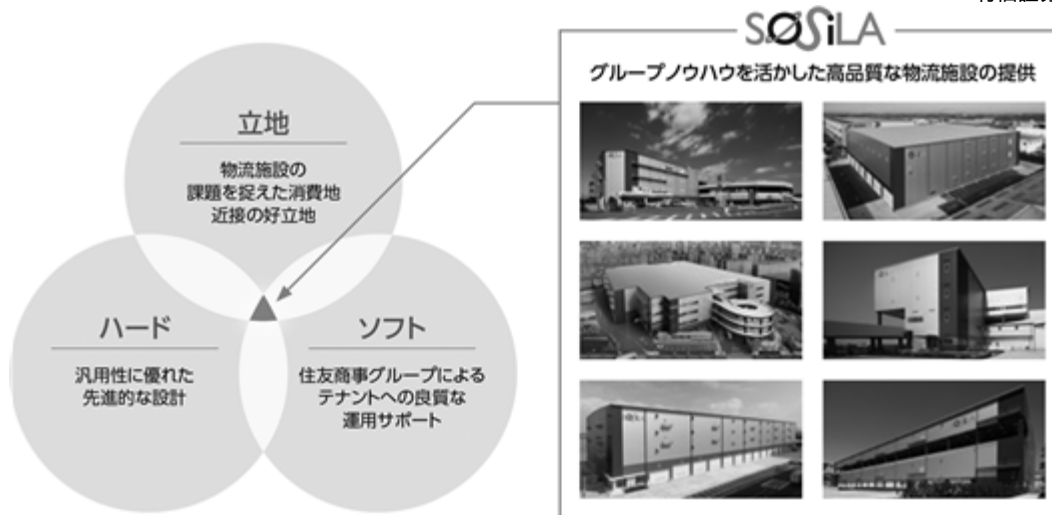 SOSiLA
グループノウハウを活かした高品質な物流施設の提供
立地
物流施設の
課題を捉えた消費地
近接の好立地
ハード
汎用性に優れた
先進的な設計
ソフト
住友商事グループによる
テナントへの良質な
運用サポート